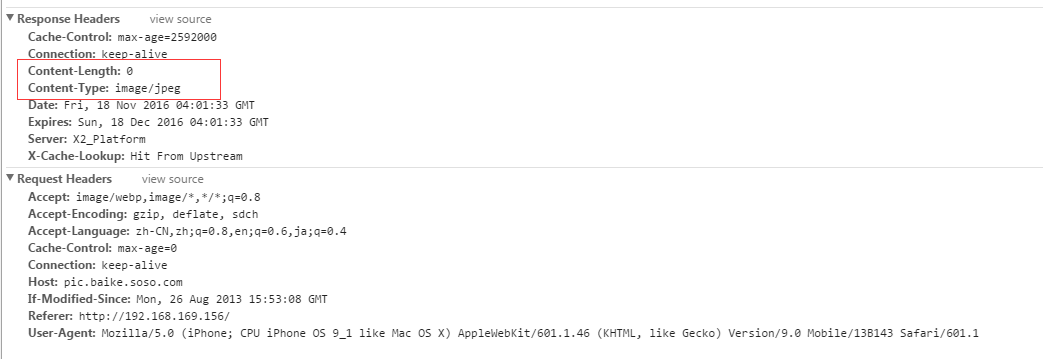 Response Headers view source
Cache-Control: max-age=2592000
Connection: keep-alive
Content-Length: 0
Content-Type: image/jpeg
Date: Fri, 18 Nov 2016 04:01:33 GMT
Expires: Sun, 18 Dec 2016 04:01:33 GMT
Server: X2_Platform
X-Cache-Lookup: Hit From Upstream
Request Headers view source
Accept: image/webp,image/*,*/*;q=0.8
Accept-Encoding: gzip, deflate, sdch
Accept-Language: zh-CN,zh;q=0.8,en;q=0.6,ja;q=0.4
Cache-Control: max-age=0
Connection: keep-alive
Host: pic.baike.soso.com
If-Modified-Since: Mon, 26 Aug 2013 15:53:08 GMT
Referer: http://192.168.169.156/
User-Agent: Mozilla/5.0 (iPhone; CPU iPhone OS 9_1 like Mac OS X) AppleWebKit/601.1.46 (KHTML, like Gecko) Version/9.0 Mobile/13B143 Safari/601.1